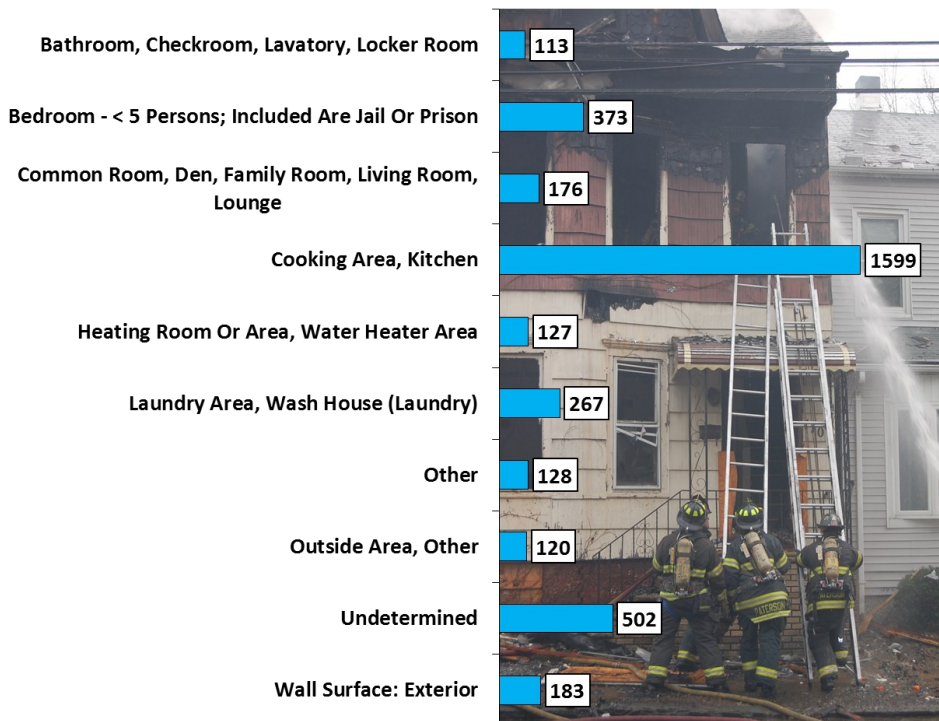 Bathroom, Checkroom, Lavatory, Locker Room
113
Bedroom - < 5 Persons; Included Are Jail Or Prison
373
Common Room, Den, Family Room, Living Room,
Lounge
176
Cooking Area, Kitchen
1599
Heating Room Or Area, Water Heater Area
127
Laundry Area, Wash House (Laundry)
267
Other
128
Outside Area, Other
120
Undetermined
502
Wall Surface: Exterior
183